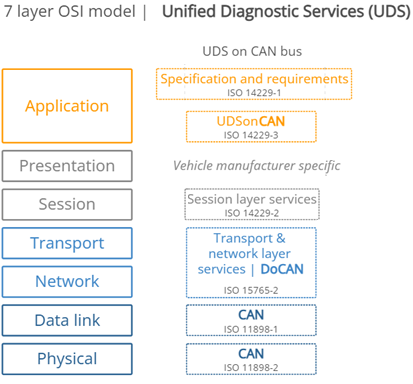 7 layer OSI model | Unified Diagnostic Services (UDS)
UDS on CAN bus
Application
Specification and requirements
ISO 14229-1
UDSonCAN
ISO 14229-3
Presentation
Vehicle manufacturer specific
Session
Session layer services
ISO 14229-2
Transport
Network
Transport &
network layer
services | DoCAN
ISO 15765-2
Data link
CAN
ISO 11898-1
Physical
CAN
ISO 11898-2